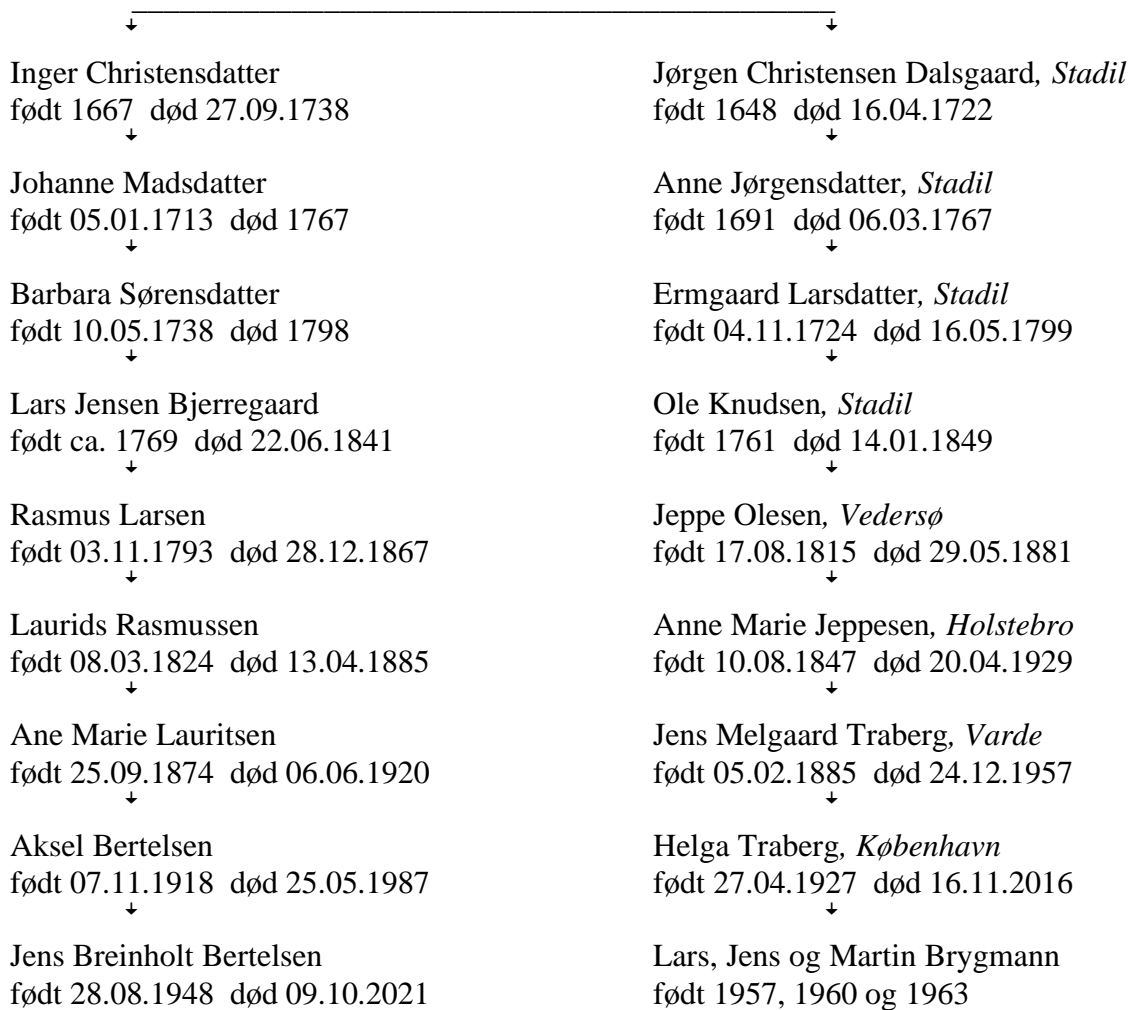 Inger Christensdatter
født 1667 død 27.09.1738
Johanne Madsdatter
født 05.01.1713 død 1767
Barbara Sørensdatter
født 10.05.1738 død 1798
Lars Jensen Bjerregaard
født ca. 1769 død 22.06.1841
Rasmus Larsen
født 03.11.1793 død 28.12.1867
Laurids Rasmussen
født 08.03.1824 død 13.04.1885
Ane Marie Lauritsen
født 25.09.1874 død 06.06.1920
Aksel Bertelsen
født 07.11.1918 død 25.05.1987
Jens Breinholt Bertelsen
født 28.08.1948 død 09.10.2021
Jørgen Christensen Dalsgaard, Stadil
født 1648 død 16.04.1722
Anne Jørgensdatter, Stadil
født 1691 død 06.03.1767
Ermgaard Larsdatter, Stadil
født 04.11.1724 død 16.05.1799
Ole Knudsen, Stadil
født 1761 død 14.01.1849
Jeppe Olesen, Vedersø
født 17.08.1815 død 29.05.1881
Anne Marie Jeppesen, Holstebro
født 10.08.1847 død 20.04.1929
Jens Melgaard Traberg, Varde
født 05.02.1885 død 24.12.1957
Helga Traberg, København
født 27.04.1927 død 16.11.2016
Lars, Jens og Martin Brygmann
født 1957, 1960 og 1963